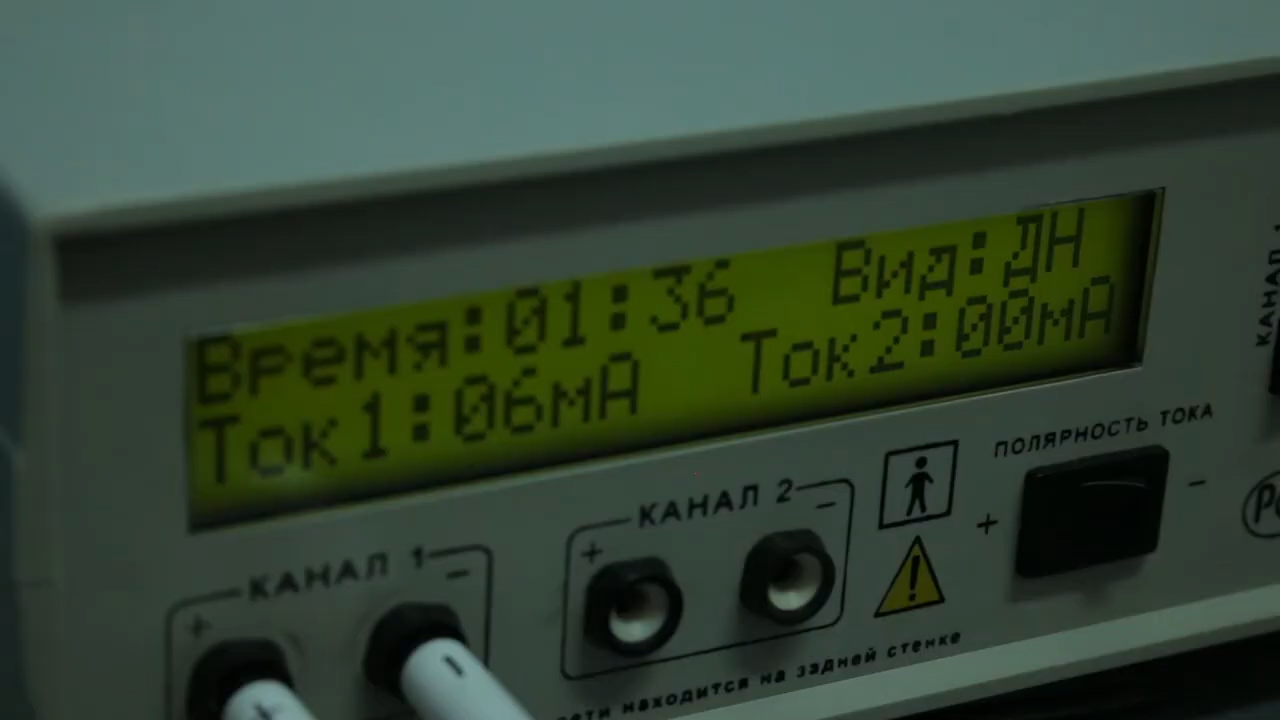 Время:01:36 Вид:ДН
Ток1:06мА Ток2:00мА
ПОЛЯРНОСТЬ ТОКА
+ -
КАНАЛ 2
+ -
КАНАЛ 1
+ -
находится на задней стенке
КАНАЛ